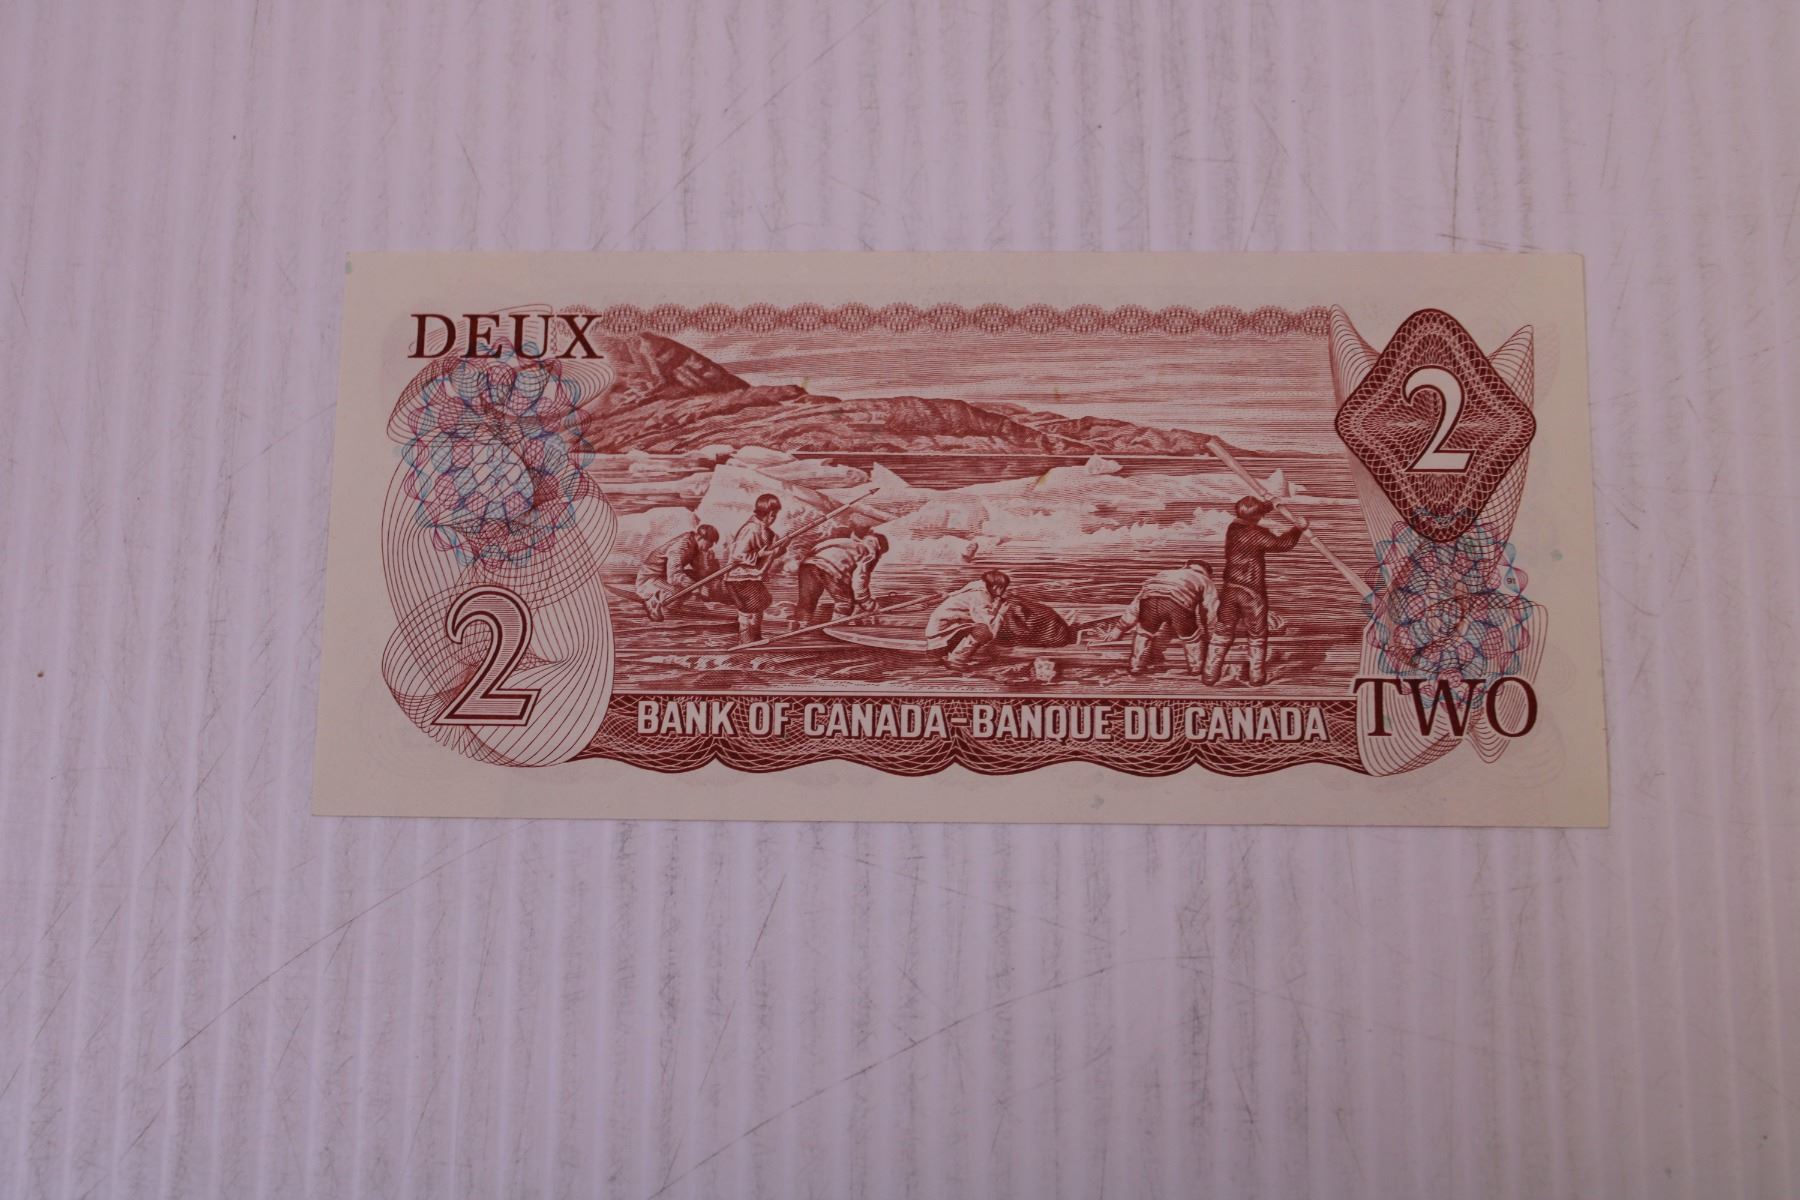 DEUX
2
2
BANK OF CANADA-BANQUE DU CANADA
TWO